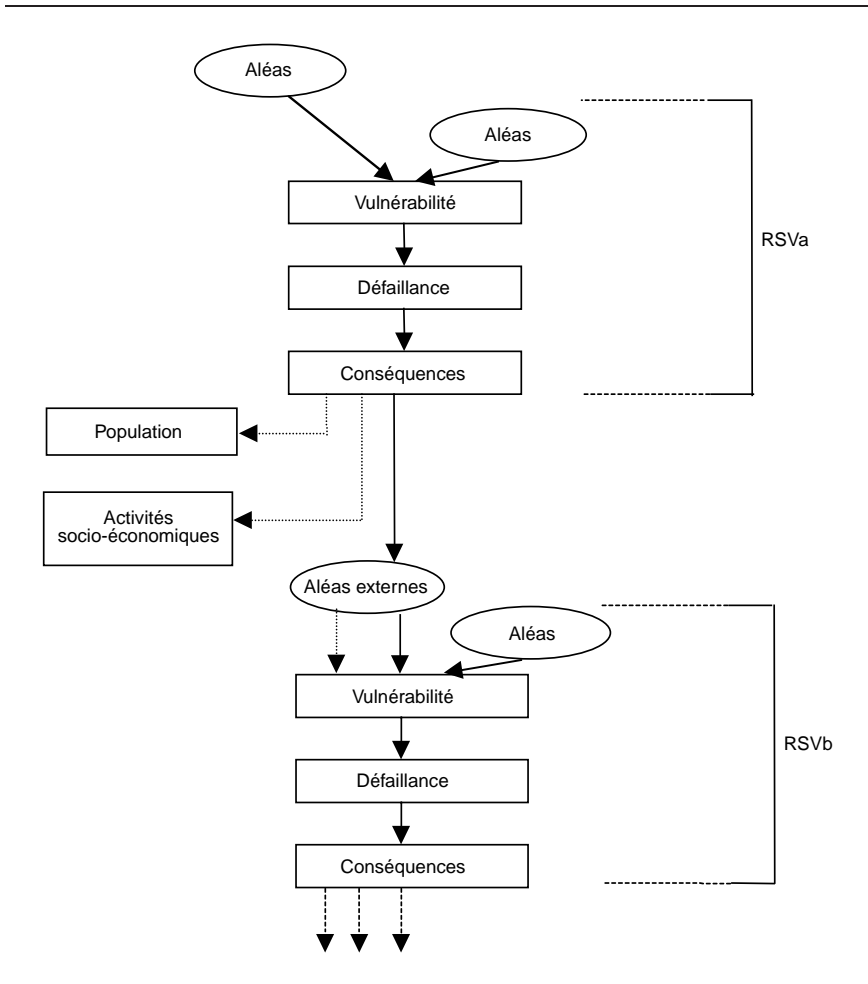 Aléas
Aléas
Vulnérabilité
RSVa
Défaillance
Conséquences
Population
Activités
socio-économiques
Aléas externes
Aléas
Vulnérabilité
RSVb
Défaillance
Conséquences